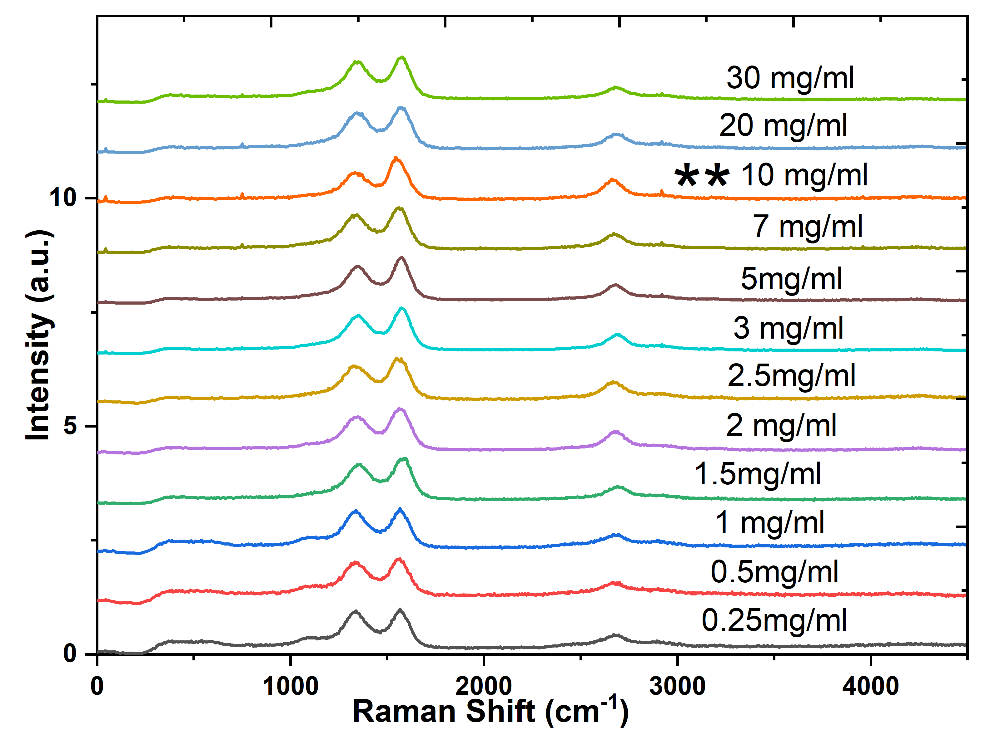 30 mg/ml
20 mg/ml
** 10 mg/ml
7 mg/ml
5mg/ml
3 mg/ml
2.5mg/ml
2 mg/ml
1.5mg/ml
1 mg/ml
0.5mg/ml
0.25mg/ml
10
5
0
Intensity (a.u.)
0 1000 2000 3000 4000
Raman Shift (cm⁻¹)